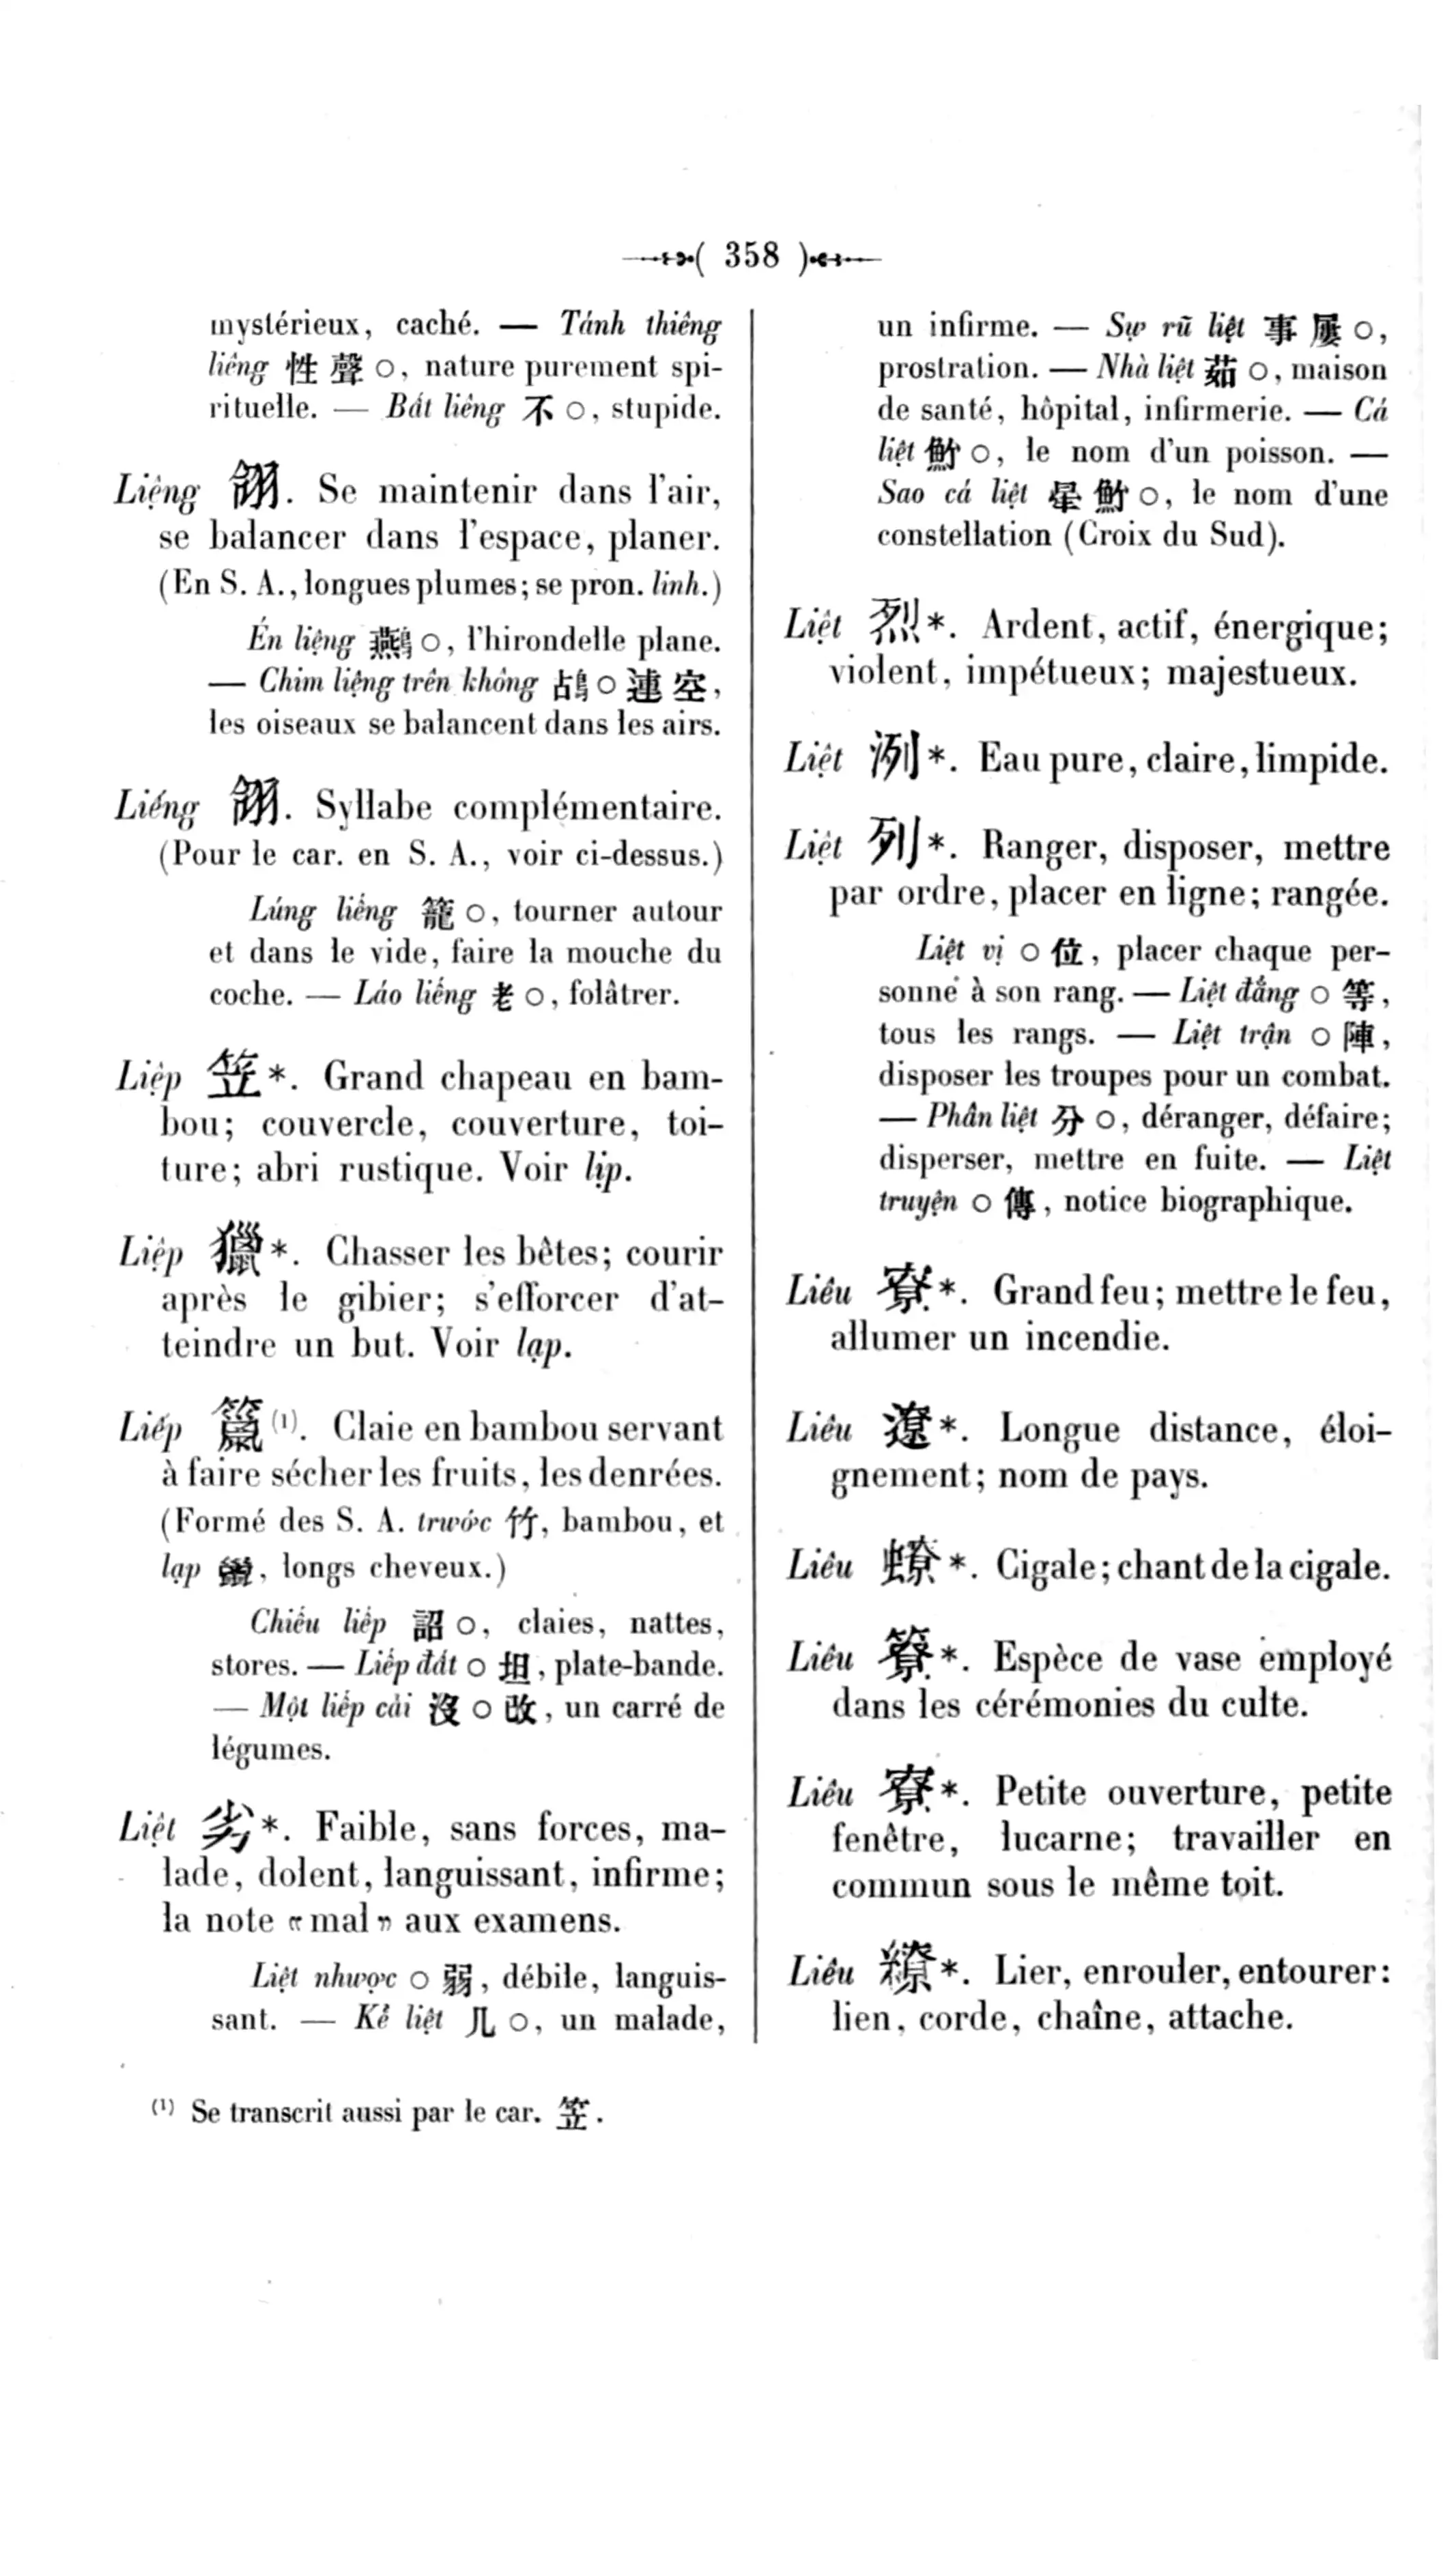 ( 358 )
mystérieux, caché. — Tánh thiêng
liêng 性 聲 ○, nature purement spi-
rituelle. — Bất liêng 不 ○, stupide.
Liệng 翎. Se maintenir dans l'air,
se balancer dans l'espace, planer.
(En S. A., longues plumes; se pron. linh.)
Én liệng 鷰 ○, l'hirondelle plane.
— Chim liệng trên không ○ 連 空,
les oiseaux se balancent dans les airs.
Liếng 翎. Syllabe complémentaire.
(Pour le car. en S. A., voir ci-dessus.)
Lúng liếng 籠 ○, tourner autour
et dans le vide, faire la mouche du
coche. — Láo liếng 老 ○, folâtrer.
Liệp 笠*. Grand chapeau en bam-
bou; couvercle, couverture, toi-
ture; abri rustique. Voir lịp.
Liệp 獵*. Chasser les bêtes; courir
après le gibier; s'efforcer d'at-
teindre un but. Voir lạp.
Liếp (1). Claie en bambou servant
à faire sécher les fruits, les denrées.
(Formé des S. A. trước 竹, bambou, et
lạp, longs cheveux.)
Chiếu liếp 詔 ○, claies, nattes,
stores. — Liếp đất ○ 坦, plate-bande.
— Một liếp cải 沒 ○ 改, un carré de
légumes.
Liệt 劣*. Faible, sans forces, ma-
lade, dolent, languissant, infirme;
la note « mal » aux examens.
Liệt nhược ○ 弱, débile, languis-
sant. — Kẻ liệt 几 ○, un malade,
un infirme. — Sự rũ liệt 事 屢 ○,
prostration. — Nhà liệt 茹 ○, maison
de santé, hôpital, infirmerie. — Cá
liệt ○, le nom d'un poisson. —
Sao cá liệt ○, le nom d'une
constellation (Croix du Sud).
Liệt 烈*. Ardent, actif, énergique;
violent, impétueux; majestueux.
Liệt 洌*. Eau pure, claire, limpide.
Liệt 列*. Ranger, disposer, mettre
par ordre, placer en ligne; rangée.
Liệt vị ○ 位, placer chaque per-
sonne à son rang. — Liệt đẳng ○ 等,
tous les rangs. — Liệt trận ○ 陣,
disposer les troupes pour un combat.
— Phân liệt 分 ○, déranger, défaire;
disperser, mettre en fuite. — Liệt
truyện ○ 傳, notice biographique.
Liêu 尞*. Grand feu; mettre le feu,
allumer un incendie.
Liêu 遼*. Longue distance, éloi-
gnement; nom de pays.
Liêu 蟟*. Cigale; chant de la cigale.
Liêu 簝*. Espèce de vase employé
dans les cérémonies du culte.
Liêu 寮*. Petite ouverture, petite
fenêtre, lucarne; travailler en
commun sous le même toit.
Liêu 繚*. Lier, enrouler, entourer:
lien, corde, chaîne, attache.
(1) Se transcrit aussi par le car. 笠.